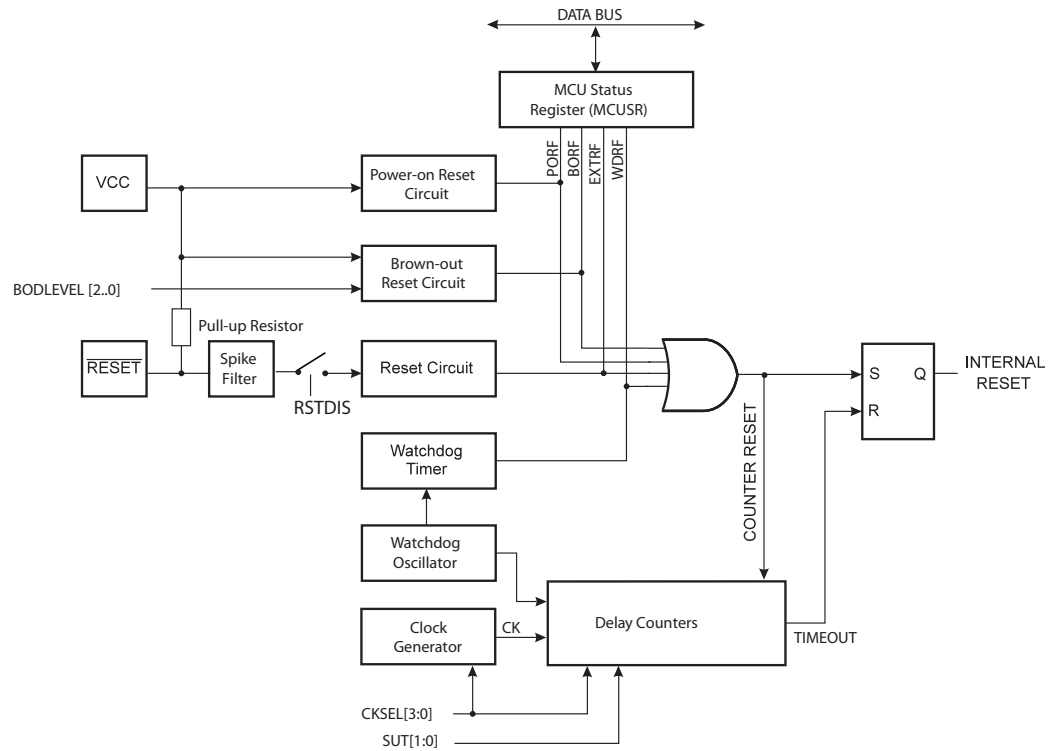 DATA BUS
MCU Status
Register (MCUSR)
PORF
BORF
EXTRF
WDRF
VCC
Power-on Reset
Circuit
Brown-out
Reset Circuit
BODLEVEL [2..0]
Pull-up Resistor
RESET
Spike
Filter
RSTDIS
Reset Circuit
S
Q
R
INTERNAL
RESET
COUNTER RESET
Watchdog
Timer
Watchdog
Oscillator
Clock
Generator
CK
Delay Counters
TIMEOUT
CKSEL[3:0]
SUT[1:0]